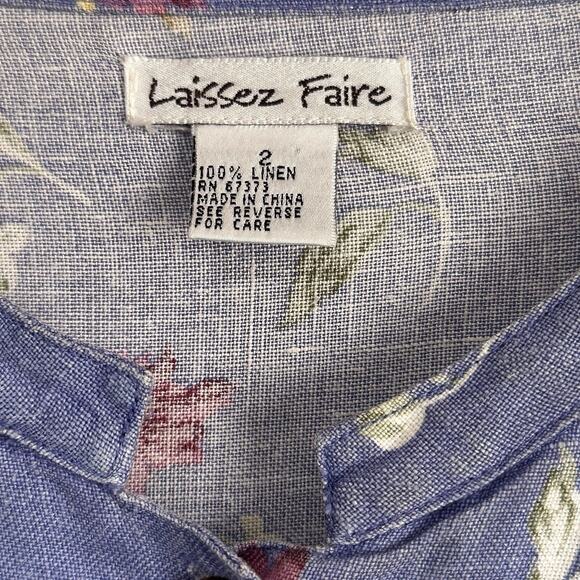 Laissez Faire
2
100% LINEN
RN 67373
MADE IN CHINA
SEE REVERSE
FOR CARE